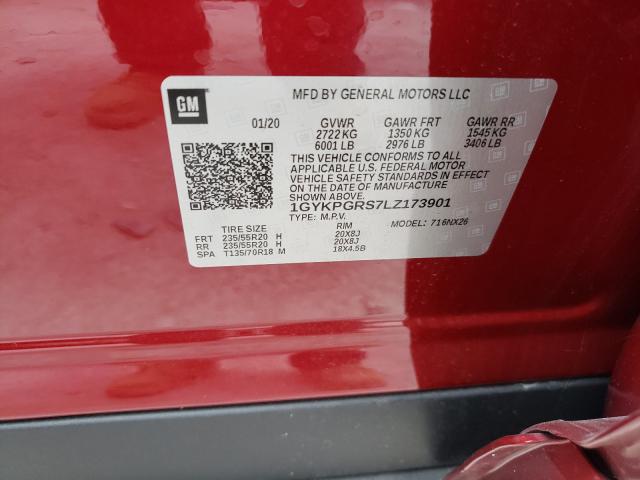 GM
MFD BY GENERAL MOTORS LLC
01/20 GVWR GAWR FRT GAWR RR
2722 KG 1350 KG 1545 KG
6001 LB 2976 LB 3406 LB
THIS VEHICLE CONFORMS TO ALL
APPLICABLE U.S. FEDERAL MOTOR
VEHICLE SAFETY STANDARDS IN EFFECT
ON THE DATE OF MANUFACTURE
SHOWN ABOVE.
1GYKPGRS7LZ173901
TYPE: M.P.V. MODEL: 716NX26
TIRE SIZE RIM
FRT 235/55R20 H 20X8J
RR 235/55R20 H 20X8J
SPA T135/70R18 M 18X4.5B